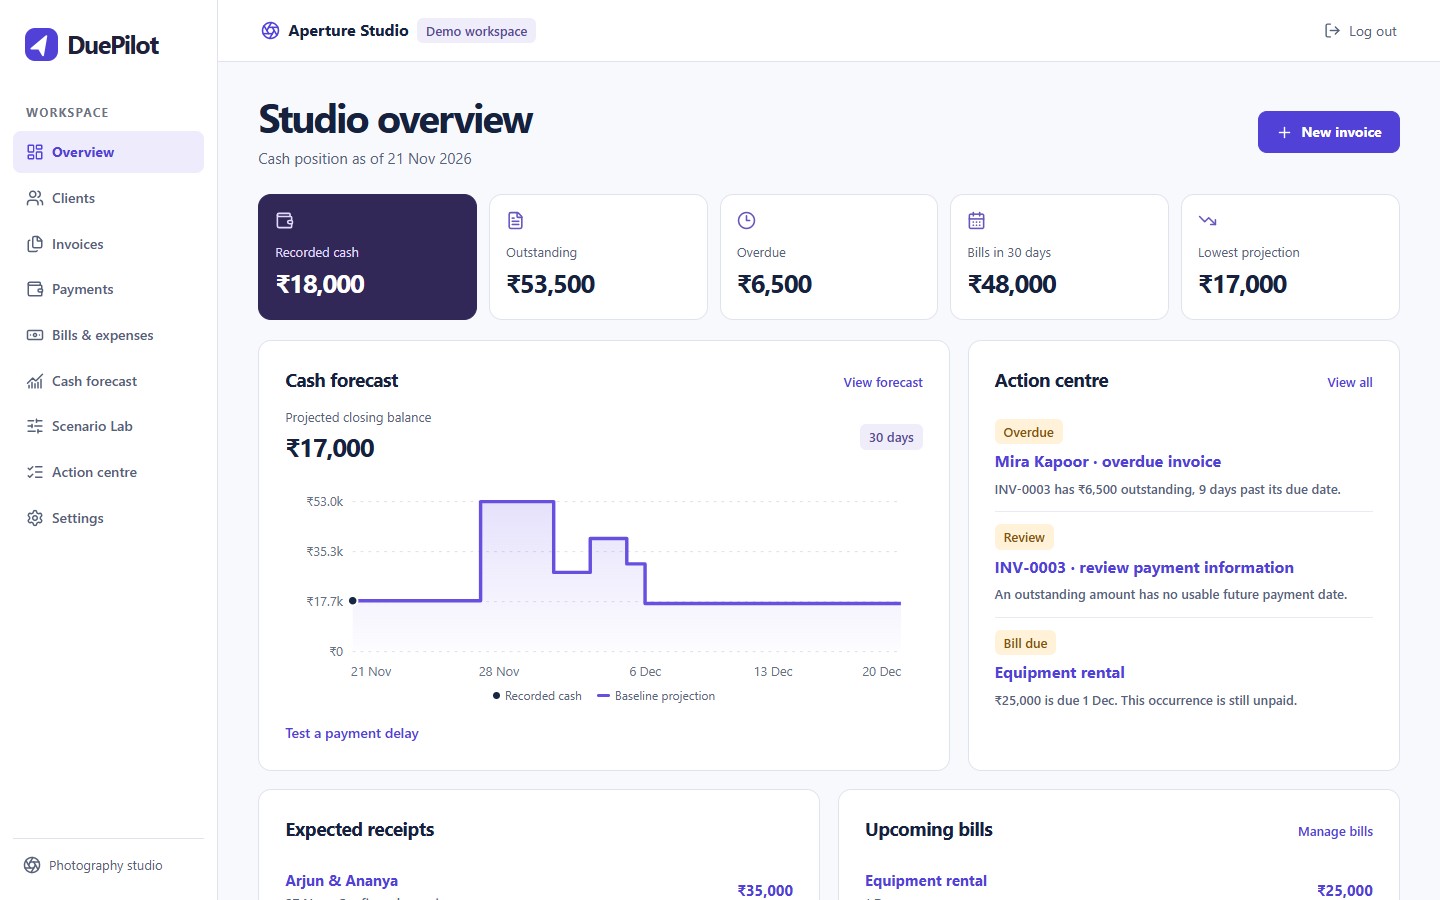 DuePilot
WORKSPACE
Overview
Clients
Invoices
Payments
Bills & expenses
Cash forecast
Scenario Lab
Action centre
Settings
Photography studio
Aperture Studio Demo workspace
Log out
Studio overview
Cash position as of 21 Nov 2026
New invoice
Recorded cash
₹18,000
Outstanding
₹53,500
Overdue
₹6,500
Bills in 30 days
₹48,000
Lowest projection
₹17,000
Cash forecast
View forecast
Projected closing balance
₹17,000
30 days
₹53.0k
₹35.3k
₹17.7k
₹0
21 Nov 28 Nov 6 Dec 13 Dec 20 Dec
Recorded cash Baseline projection
Test a payment delay
Action centre
View all
Overdue
Mira Kapoor · overdue invoice
INV-0003 has ₹6,500 outstanding, 9 days past its due date.
Review
INV-0003 · review payment information
An outstanding amount has no usable future payment date.
Bill due
Equipment rental
₹25,000 is due 1 Dec. This occurrence is still unpaid.
Expected receipts
Arjun & Ananya
₹35,000
Upcoming bills
Manage bills
Equipment rental
₹25,000